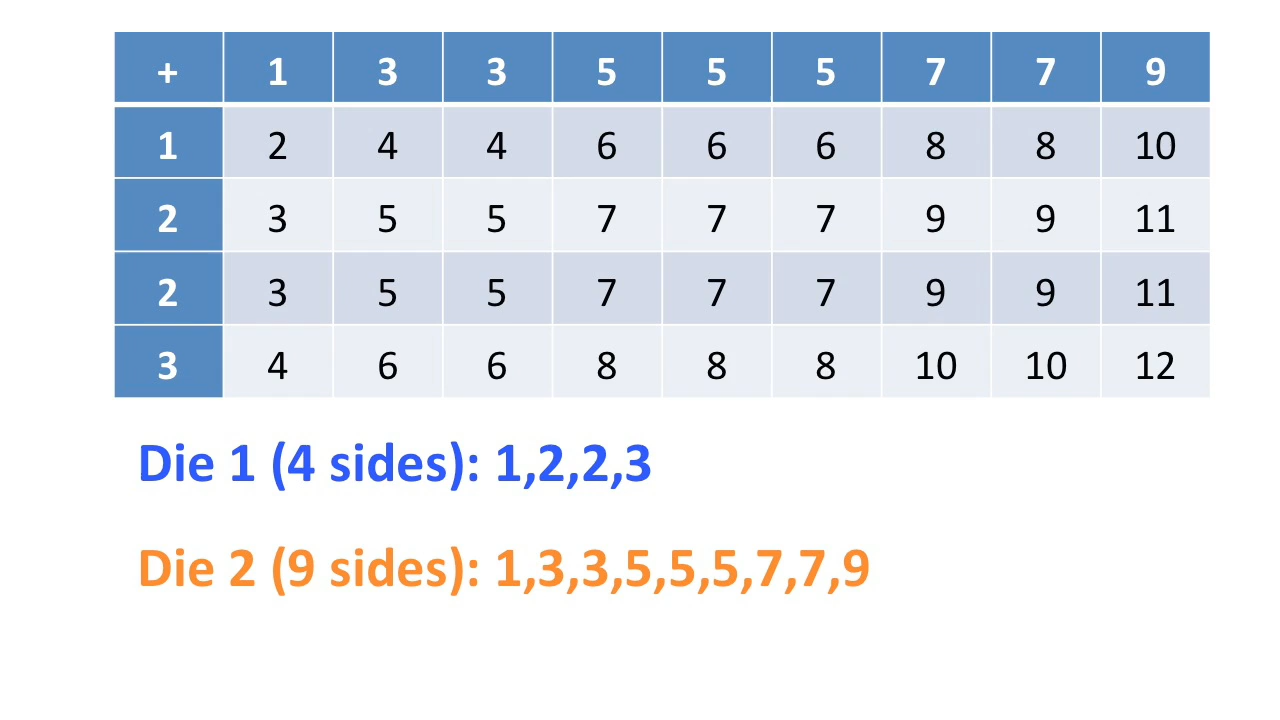 + 1 3 3 5 5 5 7 7 9
1 2 4 4 6 6 6 8 8 10
2 3 5 5 7 7 7 9 9 11
2 3 5 5 7 7 7 9 9 11
3 4 6 6 8 8 8 10 10 12
Die 1 (4 sides): 1,2,2,3
Die 2 (9 sides): 1,3,3,5,5,5,7,7,9